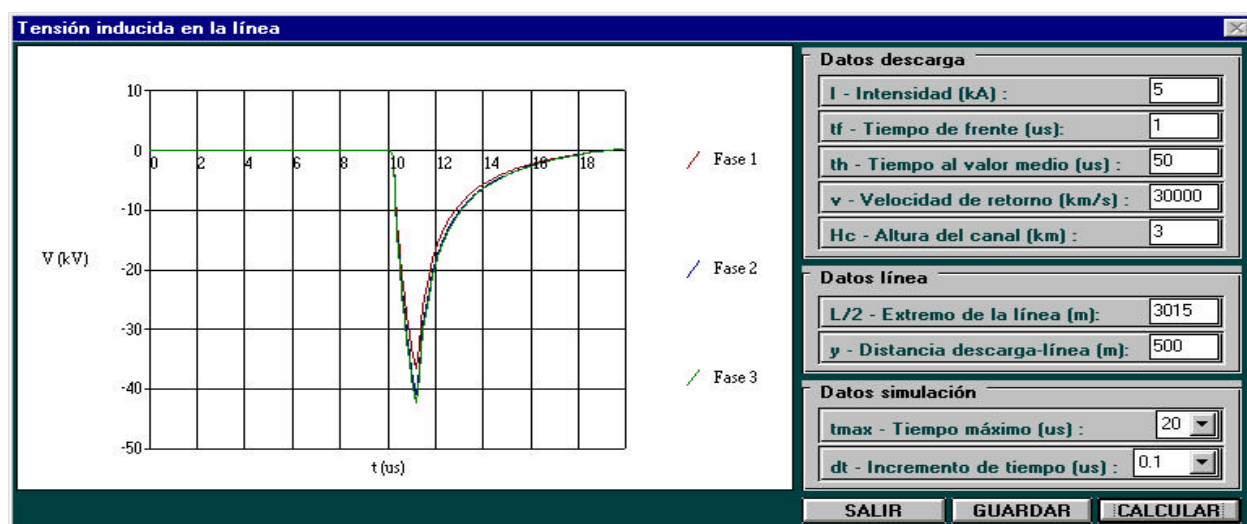 Tensión inducida en la línea
10
0
0 2 4 6 8 10 12 14 16 18
-10
-20
-30
-40
-50
V (kV)
t (us)
Fase 1
Fase 2
Fase 3
Datos descarga
I - Intensidad (kA) : 5
tf - Tiempo de frente (us): 1
th - Tiempo al valor medio (us) : 50
v - Velocidad de retorno (km/s) : 30000
Hc - Altura del canal (km) : 3
Datos línea
L/2 - Extremo de la línea (m): 3015
y - Distancia descarga-línea (m): 500
Datos simulación
tmax - Tiempo máximo (us) : 20
dt - Incremento de tiempo (us) : 0.1
SALIR GUARDAR CALCULAR